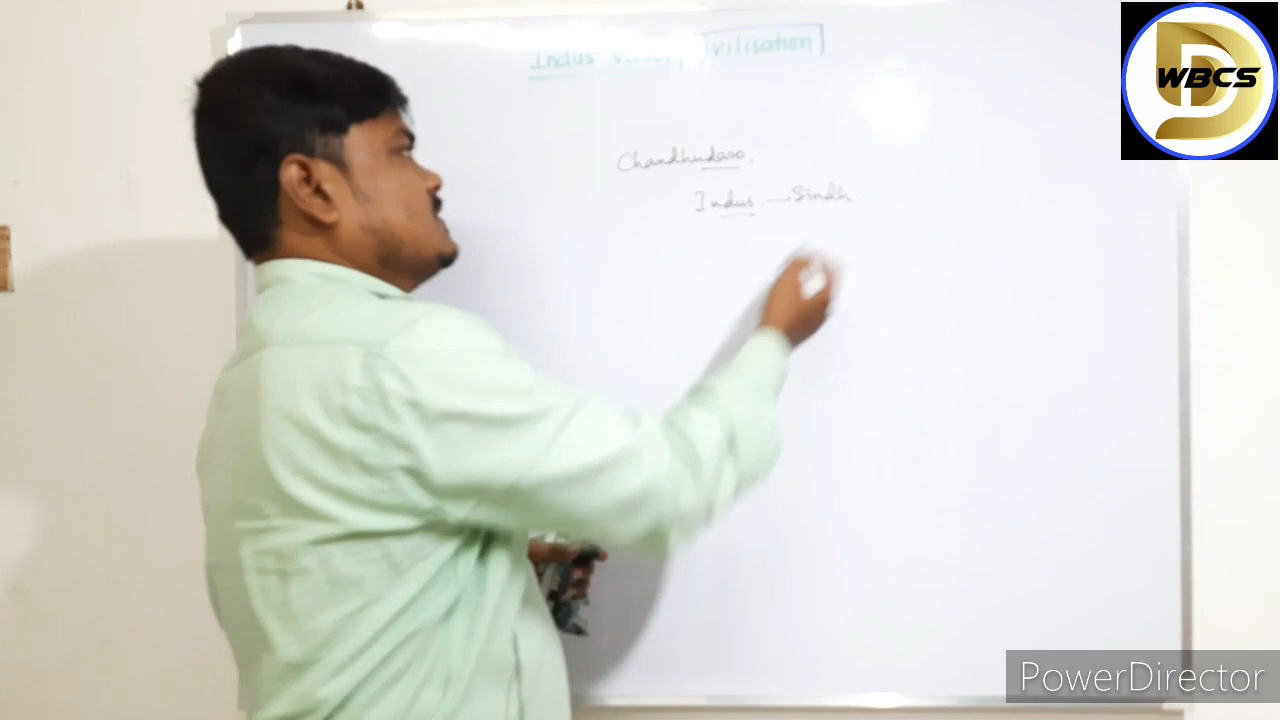 Indus Valley Civilisation
Chandhudaro,
Indus → Sindh
WBCS
PowerDirector